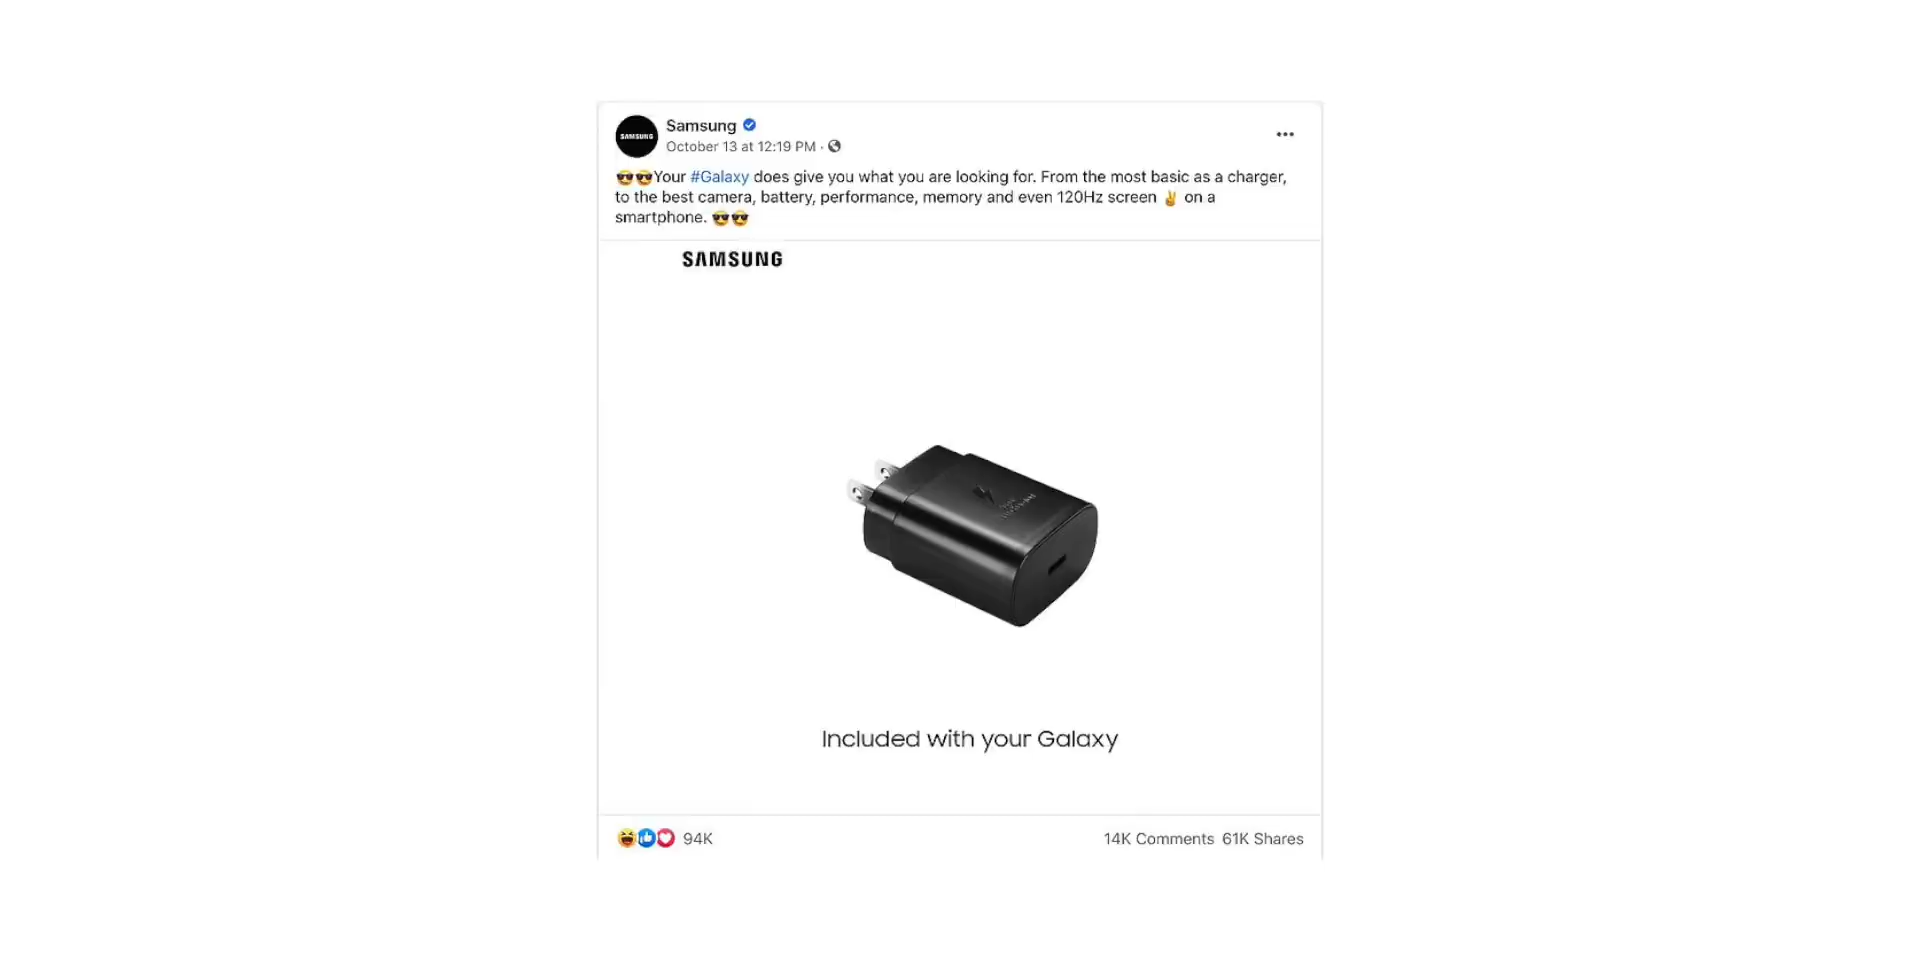 SAMSUNG
Samsung
October 13 at 12:19 PM ·
😎😎Your #Galaxy does give you what you are looking for. From the most basic as a charger,
to the best camera, battery, performance, memory and even 120Hz screen ✌ on a
smartphone. 😎😎
SAMSUNG
Included with your Galaxy
94K
14K Comments 61K Shares